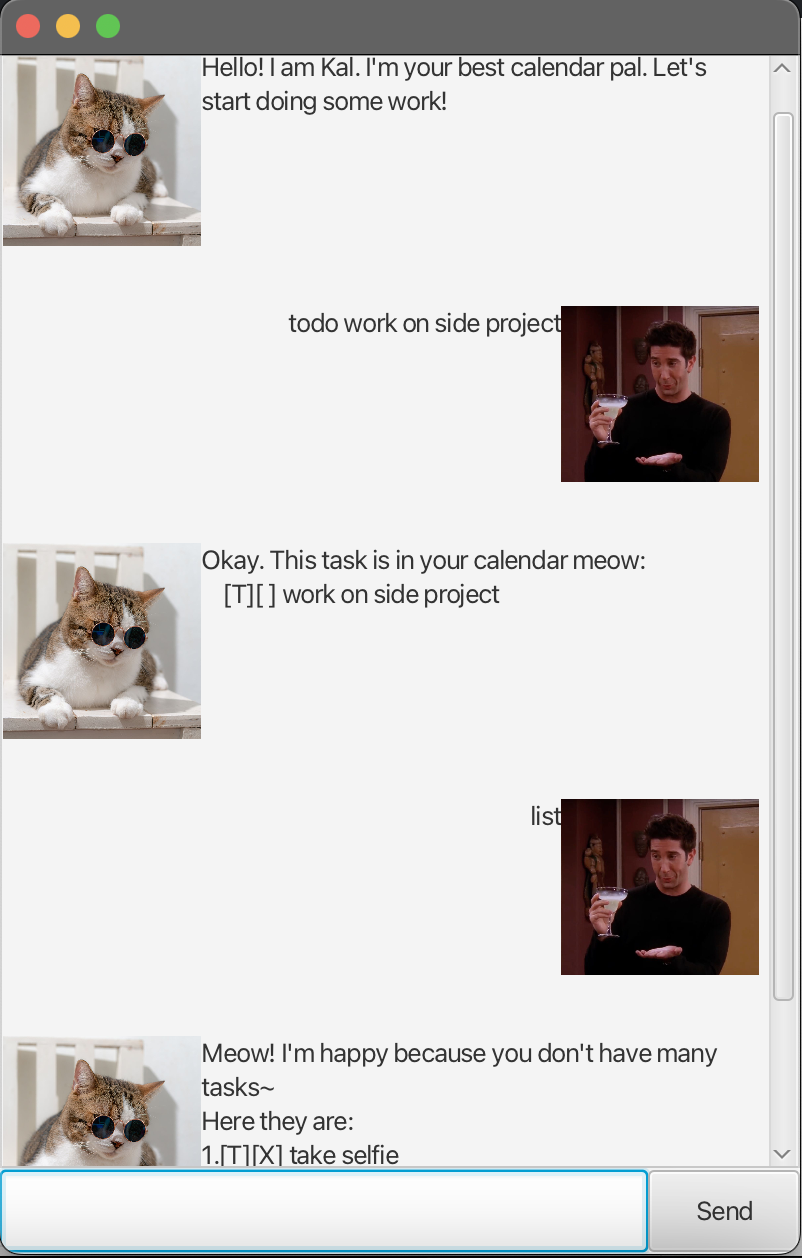 Hello! I am Kal. I'm your best calendar pal. Let's
start doing some work!
todo work on side project
Okay. This task is in your calendar meow:
[T][ ] work on side project
list
Meow! I'm happy because you don't have many
tasks~
Here they are:
1.[T][X] take selfie
Send